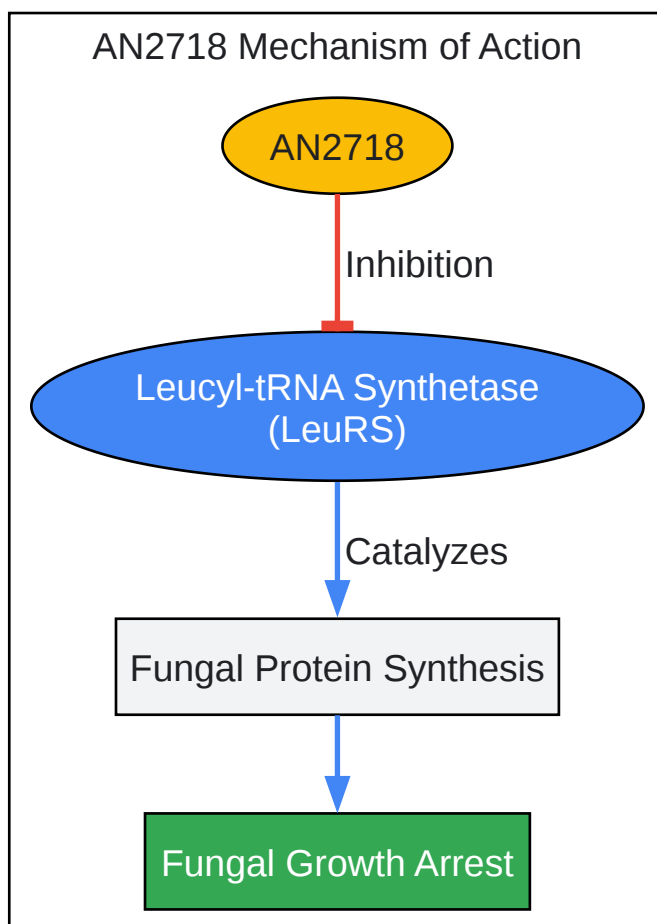 AN2718 Mechanism of Action
AN2718
Inhibition
Leucyl-tRNA Synthetase
(LeuRS)
Catalyzes
Fungal Protein Synthesis
Fungal Growth Arrest